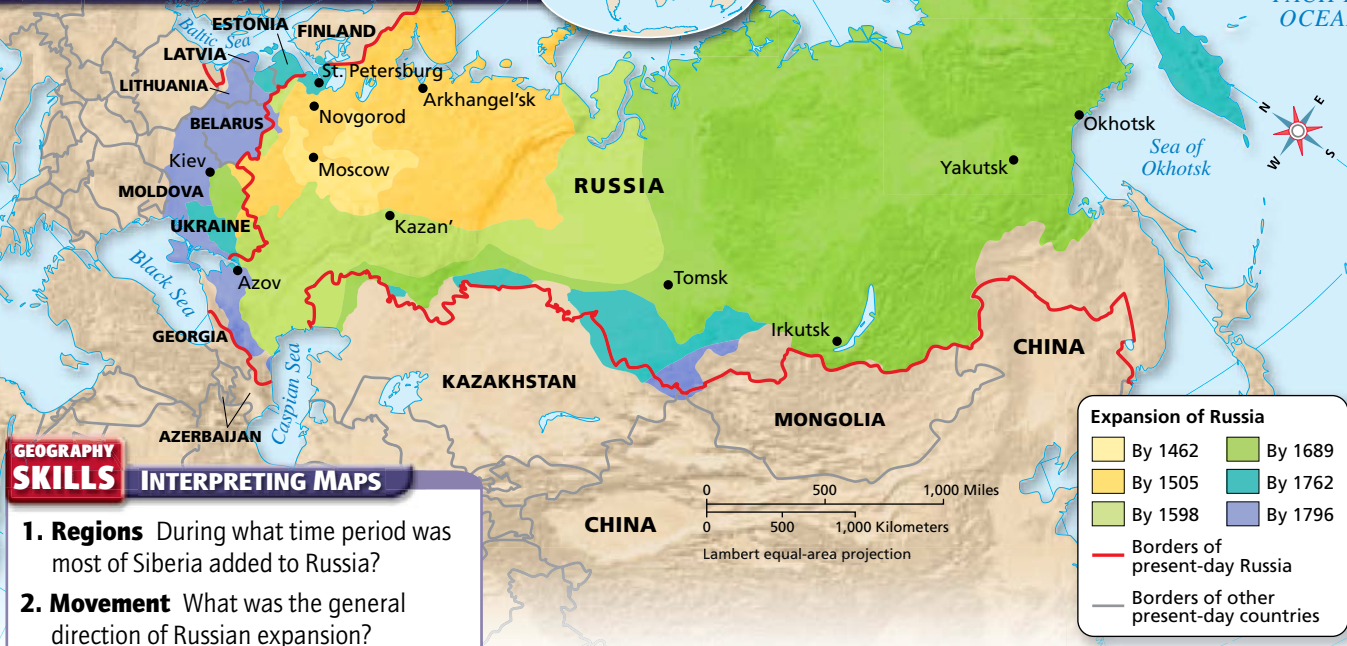 PACIFIC
OCEAN
ESTONIA
FINLAND
Baltic Sea
LATVIA
St. Petersburg
LITHUANIA
Arkhangel'sk
Novgorod
BELARUS
Okhotsk
N
E
W
S
Sea of
Okhotsk
Kiev
Moscow
Yakutsk
RUSSIA
MOLDOVA
UKRAINE
Kazan'
Black Sea
Azov
Tomsk
Irkutsk
GEORGIA
CHINA
Caspian Sea
KAZAKHSTAN
MONGOLIA
AZERBAIJAN
CHINA
0 500 1,000 Miles
0 500 1,000 Kilometers
Lambert equal-area projection
Expansion of Russia
By 1462
By 1505
By 1598
By 1689
By 1762
By 1796
Borders of
present-day Russia
Borders of other
present-day countries
GEOGRAPHY
SKILLS
INTERPRETING MAPS
1. Regions During what time period was
most of Siberia added to Russia?
2. Movement What was the general
direction of Russian expansion?